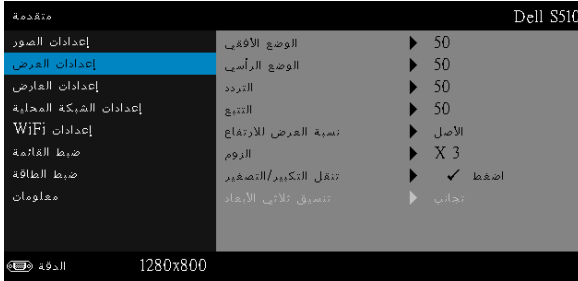 متقدمة
Dell S510
إعدادات الصور
إعدادات العرض
إعدادات العارض
إعدادات الشبكة المحلية
إعدادات WiFi
ضبط القائمة
ضبط الطاقة
معلومات
الوضع الأفقي 50
الوضع الرأسي 50
التردد 50
التتبع 50
نسبة العرض للارتفاع الأصل
الزوم X 3
تنقل التكبير/التصغير ✓ اضغط
تنسيق ثلاثي الأبعاد تجانب
الدقة 1280x800